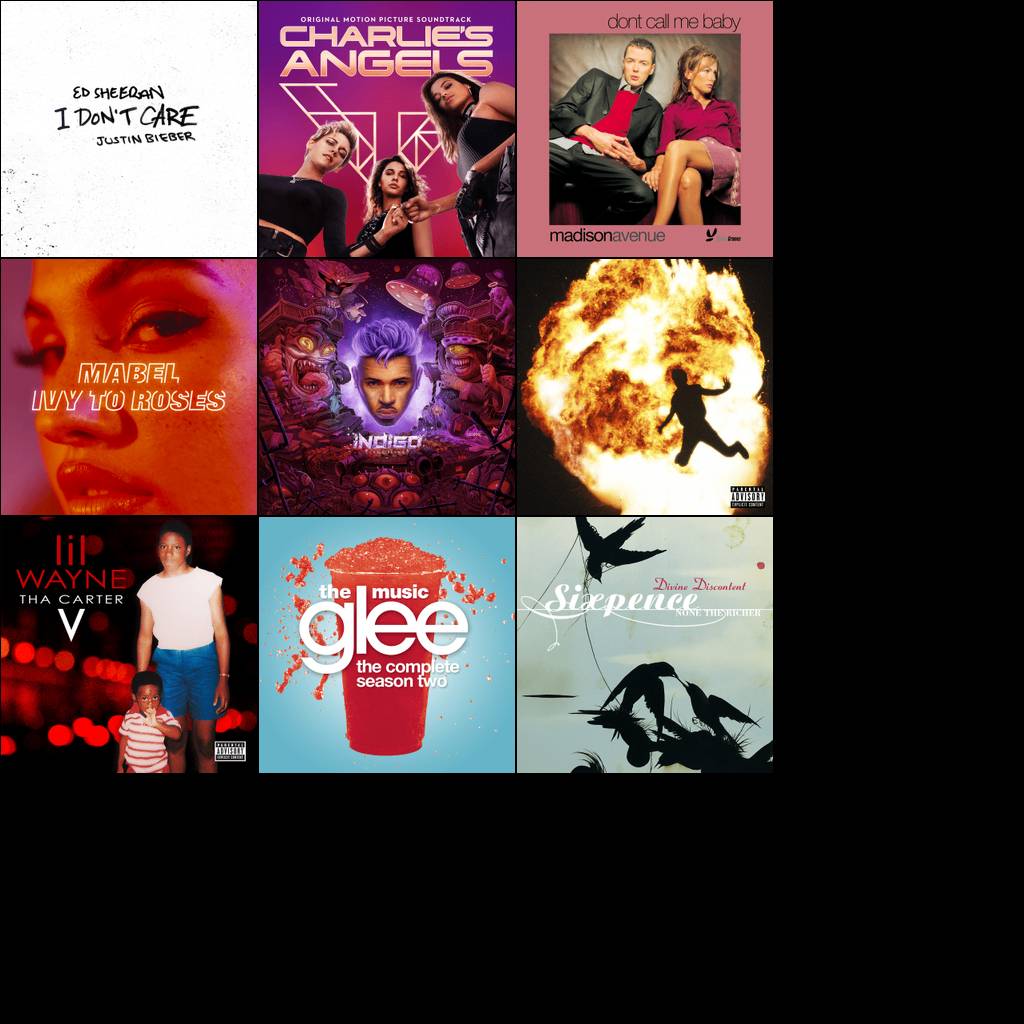 ED SHEERAN
I DON'T CARE
JUSTIN BIEBER
ORIGINAL MOTION PICTURE SOUNDTRACK
CHARLIE'S
ANGELS
dont call me baby
madisonavenue
MABEL
IVY TO ROSES
INDIGO
PARENTAL
ADVISORY
EXPLICIT CONTENT
lil
WAYNE
THA CARTER
V
PARENTAL
ADVISORY
EXPLICIT CONTENT
the music
glee
the complete
season two
Divine Discontent
Sixpence
NONE THE RICHER